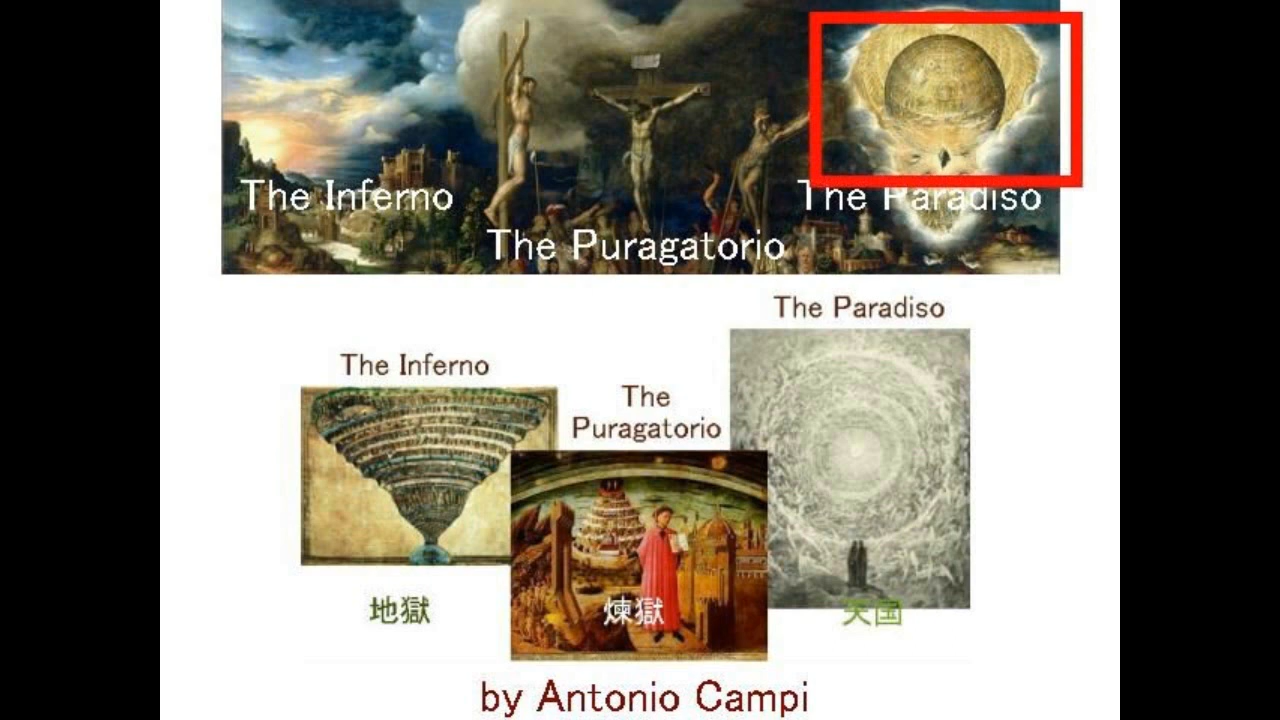 The Inferno
The Paradiso
The Puragatorio
The Paradiso
The Inferno
The
Puragatorio
地獄
煉獄
天国
by Antonio Campi